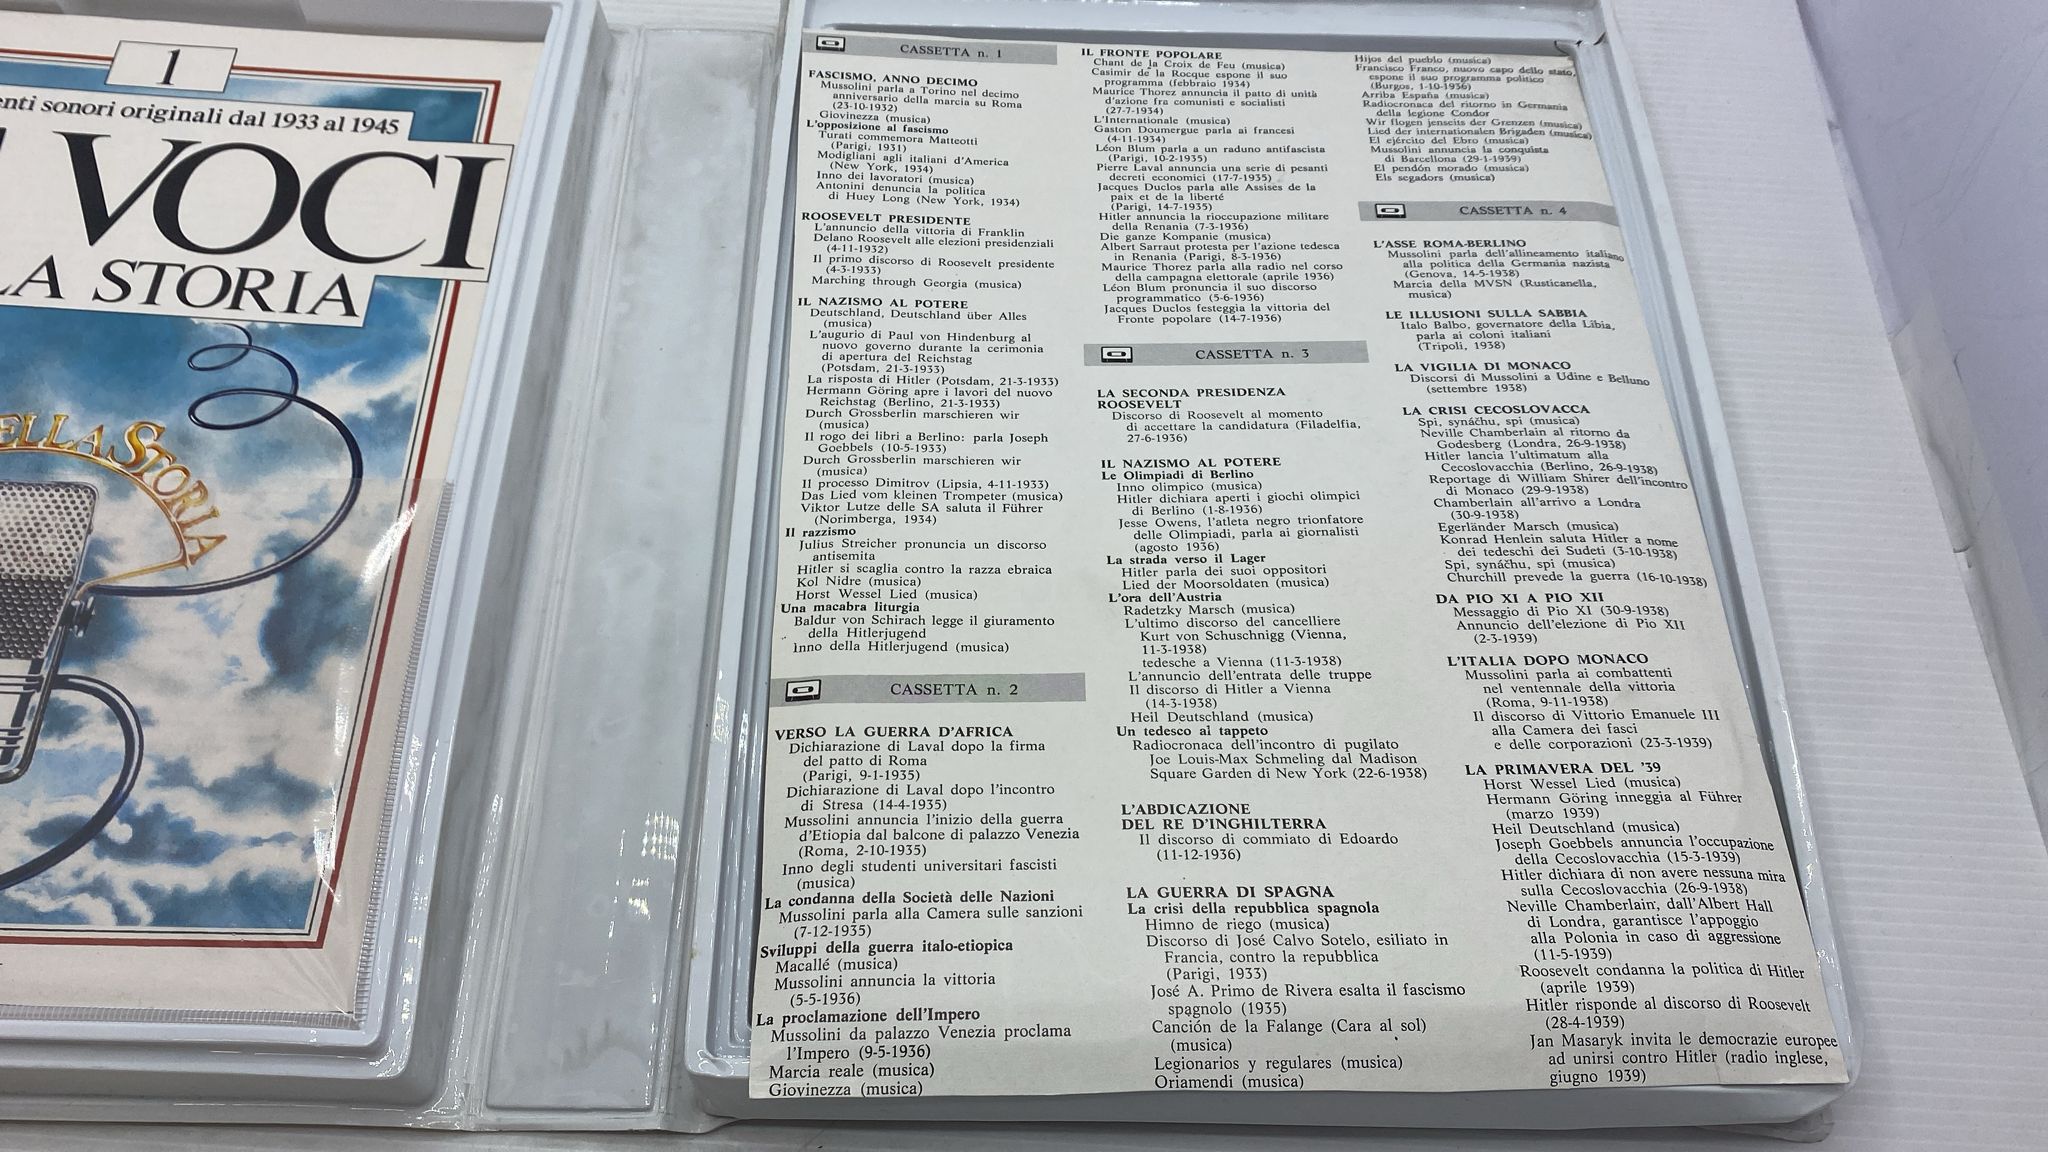 1
enti sonori originali dal 1933 al 1945
VOCI
LA STORIA
ELLA STORIA
CASSETTA n. 1
FASCISMO, ANNO DECIMO
Mussolini parla a Torino nel decimo
anniversario della marcia su Roma
(23-10-1932)
Giovinezza (musica)
L'opposizione al fascismo
Turati commemora Matteotti
(Parigi, 1931)
Modigliani agli italiani d'America
(New York, 1934)
Inno dei lavoratori (musica)
Antonini denuncia la politica
di Huey Long (New York, 1934)
ROOSEVELT PRESIDENTE
L'annuncio della vittoria di Franklin
Delano Roosevelt alle elezioni presidenziali
(4-11-1932)
Il primo discorso di Roosevelt presidente
(4-3-1933)
Marching through Georgia (musica)
IL NAZISMO AL POTERE
Deutschland, Deutschland über Alles
(musica)
L'augurio di Paul von Hindenburg al
nuovo governo durante la cerimonia
di apertura del Reichstag
(Potsdam, 21-3-1933)
La risposta di Hitler (Potsdam, 21-3-1933)
Hermann Göring apre i lavori del nuovo
Reichstag (Berlino, 21-3-1933)
Durch Grossberlin marschieren wir
(musica)
Il rogo dei libri a Berlino: parla Joseph
Goebbels (10-5-1933)
Durch Grossberlin marschieren wir
(musica)
Il processo Dimitrov (Lipsia, 4-11-1933)
Das Lied vom kleinen Trompeter (musica)
Viktor Lutze delle SA saluta il Führer
(Norimberga, 1934)
Il razzismo
Julius Streicher pronuncia un discorso
antisemita
Hitler si scaglia contro la razza ebraica
Kol Nidre (musica)
Horst Wessel Lied (musica)
Una macabra liturgia
Baldur von Schirach legge il giuramento
della Hitlerjugend
Inno della Hitlerjugend (musica)
CASSETTA n. 2
VERSO LA GUERRA D'AFRICA
Dichiarazione di Laval dopo la firma
del patto di Roma
(Parigi, 9-1-1935)
Dichiarazione di Laval dopo l'incontro
di Stresa (14-4-1935)
Mussolini annuncia l'inizio della guerra
d'Etiopia dal balcone di palazzo Venezia
(Roma, 2-10-1935)
Inno degli studenti universitari fascisti
(musica)
La condanna della Società delle Nazioni
Mussolini parla alla Camera sulle sanzioni
(7-12-1935)
Sviluppi della guerra italo-etiopica
Macallé (musica)
Mussolini annuncia la vittoria
(5-5-1936)
La proclamazione dell'Impero
Mussolini da palazzo Venezia proclama
l'Impero (9-5-1936)
Marcia reale (musica)
Giovinezza (musica)
IL FRONTE POPOLARE
Chant de la Croix de Feu (musica)
Casimir de la Rocque espone il suo
programma (febbraio 1934)
Maurice Thorez annuncia il patto di unità
d'azione fra comunisti e socialisti
(27-7-1934)
L'Internationale (musica)
Gaston Doumergue parla ai francesi
(4-11-1934)
Léon Blum parla a un raduno antifascista
(Parigi, 10-2-1935)
Pierre Laval annuncia una serie di pesanti
decreti economici (17-7-1935)
Jacques Duclos parla alle Assises de la
paix et de la liberté
(Parigi, 14-7-1935)
Hitler annuncia la rioccupazione militare
della Renania (7-3-1936)
Die ganze Kompanie (musica)
Albert Sarraut protesta per l'azione tedesca
in Renania (Parigi, 8-3-1936)
Maurice Thorez parla alla radio nel corso
della campagna elettorale (aprile 1936)
Léon Blum pronuncia il suo discorso
programmatico (5-6-1936)
Jacques Duclos festeggia la vittoria del
Fronte popolare (14-7-1936)
CASSETTA n. 3
LA SECONDA PRESIDENZA
ROOSEVELT
Discorso di Roosevelt al momento
di accettare la candidatura (Filadelfia,
27-6-1936)
IL NAZISMO AL POTERE
Le Olimpiadi di Berlino
Inno olimpico (musica)
Hitler dichiara aperti i giochi olimpici
di Berlino (1-8-1936)
Jesse Owens, l'atleta negro trionfatore
delle Olimpiadi, parla ai giornalisti
(agosto 1936)
La strada verso il Lager
Hitler parla dei suoi oppositori
Lied der Moorsoldaten (musica)
L'ora dell'Austria
Radetzky Marsch (musica)
L'ultimo discorso del cancelliere
Kurt von Schuschnigg (Vienna,
11-3-1938)
tedesche a Vienna (11-3-1938)
L'annuncio dell'entrata delle truppe
Il discorso di Hitler a Vienna
(14-3-1938)
Heil Deutschland (musica)
Un tedesco al tappeto
Radiocronaca dell'incontro di pugilato
Joe Louis-Max Schmeling dal Madison
Square Garden di New York (22-6-1938)
L'ABDICAZIONE
DEL RE D'INGHILTERRA
Il discorso di commiato di Edoardo
(11-12-1936)
LA GUERRA DI SPAGNA
La crisi della repubblica spagnola
Himno de riego (musica)
Discorso di José Calvo Sotelo, esiliato in
Francia, contro la repubblica
(Parigi, 1933)
José A. Primo de Rivera esalta il fascismo
spagnolo (1935)
Canción de la Falange (Cara al sol)
(musica)
Legionarios y regulares (musica)
Oriamendi (musica)
Hijos del pueblo (musica)
Francisco Franco, nuovo capo dello stato,
espone il suo programma politico
(Burgos, 1-10-1936)
Arriba España (musica)
Radiocronaca del ritorno in Germania
della legione Condor
Wir flogen jenseits der Grenzen (musica)
Lied der internationalen Brigaden (musica)
El ejército del Ebro (musica)
Mussolini annuncia la conquista
di Barcellona (29-1-1939)
El pendón morado (musica)
Els segadors (musica)
CASSETTA n. 4
L'ASSE ROMA-BERLINO
Mussolini parla dell'allineamento italiano
alla politica della Germania nazista
(Genova, 14-5-1938)
Marcia della MVSN (Rusticanella,
musica)
LE ILLUSIONI SULLA SABBIA
Italo Balbo, governatore della Libia,
parla ai coloni italiani
(Tripoli, 1938)
LA VIGILIA DI MONACO
Discorsi di Mussolini a Udine e Belluno
(settembre 1938)
LA CRISI CECOSLOVACCA
Spi, synáčhu, spi (musica)
Neville Chamberlain al ritorno da
Godesberg (Londra, 26-9-1938)
Hitler lancia l'ultimatum alla
Cecoslovacchia (Berlino, 26-9-1938)
Reportage di William Shirer dell'incontro
di Monaco (29-9-1938)
Chamberlain all'arrivo a Londra
(30-9-1938)
Egerländer Marsch (musica)
Konrad Henlein saluta Hitler a nome
dei tedeschi dei Sudeti (3-10-1938)
Spi, synáčhu, spi (musica)
Churchill prevede la guerra (16-10-1938)
DA PIO XI A PIO XII
Messaggio di Pio XI (30-9-1938)
Annuncio dell'elezione di Pio XII
(2-3-1939)
L'ITALIA DOPO MONACO
Mussolini parla ai combattenti
nel ventennale della vittoria
(Roma, 9-11-1938)
Il discorso di Vittorio Emanuele III
alla Camera dei fasci
e delle corporazioni (23-3-1939)
LA PRIMAVERA DEL '39
Horst Wessel Lied (musica)
Hermann Göring inneggia al Führer
(marzo 1939)
Heil Deutschland (musica)
Joseph Goebbels annuncia l'occupazione
della Cecoslovacchia (15-3-1939)
Hitler dichiara di non avere nessuna mira
sulla Cecoslovacchia (26-9-1938)
Neville Chamberlain, dall'Albert Hall
di Londra, garantisce l'appoggio
alla Polonia in caso di aggressione
(11-5-1939)
Roosevelt condanna la politica di Hitler
(aprile 1939)
Hitler risponde al discorso di Roosevelt
(28-4-1939)
Jan Masaryk invita le democrazie europee
ad unirsi contro Hitler (radio inglese,
giugno 1939)